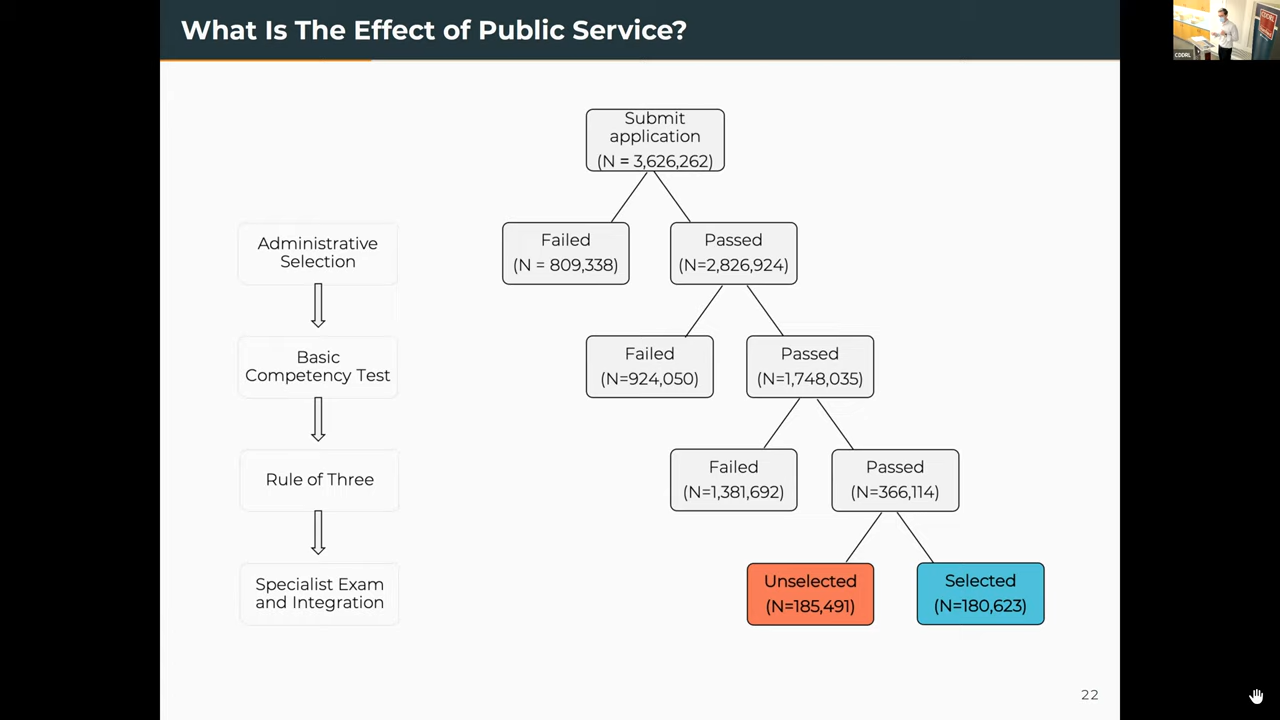 What Is The Effect of Public Service?
CDDRL
Submit
application
(N = 3,626,262)
Administrative
Selection
Failed
(N = 809,338)
Passed
(N=2,826,924)
Basic
Competency Test
Failed
(N=924,050)
Passed
(N=1,748,035)
Rule of Three
Failed
(N=1,381,692)
Passed
(N=366,114)
Specialist Exam
and Integration
Unselected
(N=185,491)
Selected
(N=180,623)
22